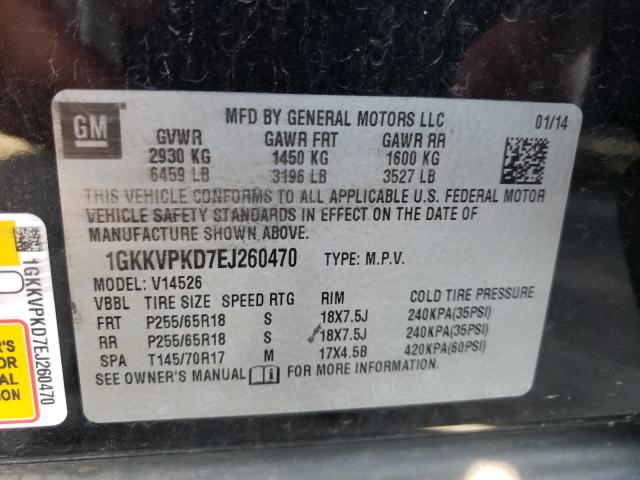 GM
MFD BY GENERAL MOTORS LLC 01/14
GVWR GAWR FRT GAWR RR
2930 KG 1450 KG 1600 KG
6459 LB 3196 LB 3527 LB
THIS VEHICLE CONFORMS TO ALL APPLICABLE U.S. FEDERAL MOTOR
VEHICLE SAFETY STANDARDS IN EFFECT ON THE DATE OF
MANUFACTURE SHOWN ABOVE.
1GKKVPKD7EJ260470 TYPE: M.P.V.
MODEL: V14526
VBBL TIRE SIZE SPEED RTG RIM COLD TIRE PRESSURE
FRT P255/65R18 S 18X7.5J 240KPA(35PSI)
RR P255/65R18 S 18X7.5J 240KPA(35PSI)
SPA T145/70R17 M 17X4.5B 420KPA(60PSI)
SEE OWNER'S MANUAL FOR MORE INFORMATION.
1GKKVPKD7EJ260470
R'S
OR
AL
TION